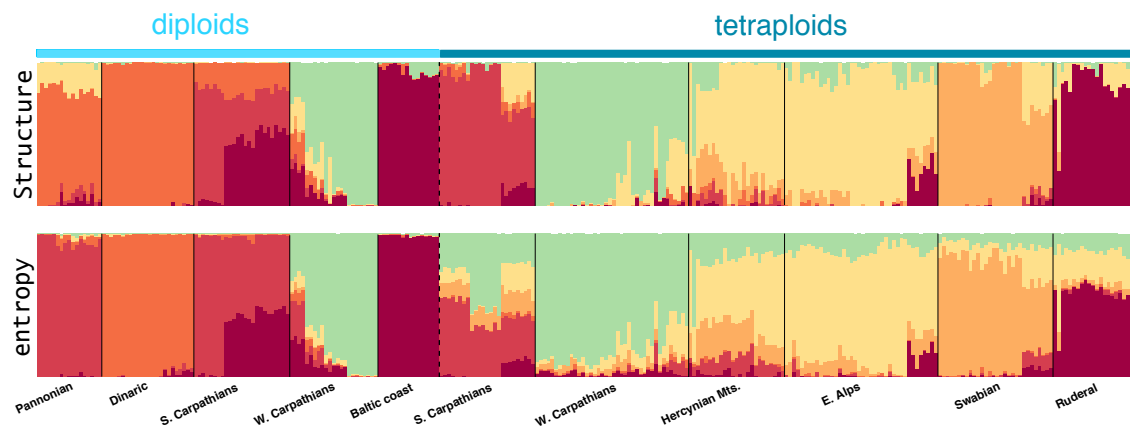 diploids
tetraploids
Structure
entropy
Pannonian
Dinaric
S. Carpathians
W. Carpathians
Baltic coast
S. Carpathians
W. Carpathians
Hercynian Mts.
E. Alps
Swabian
Ruderal